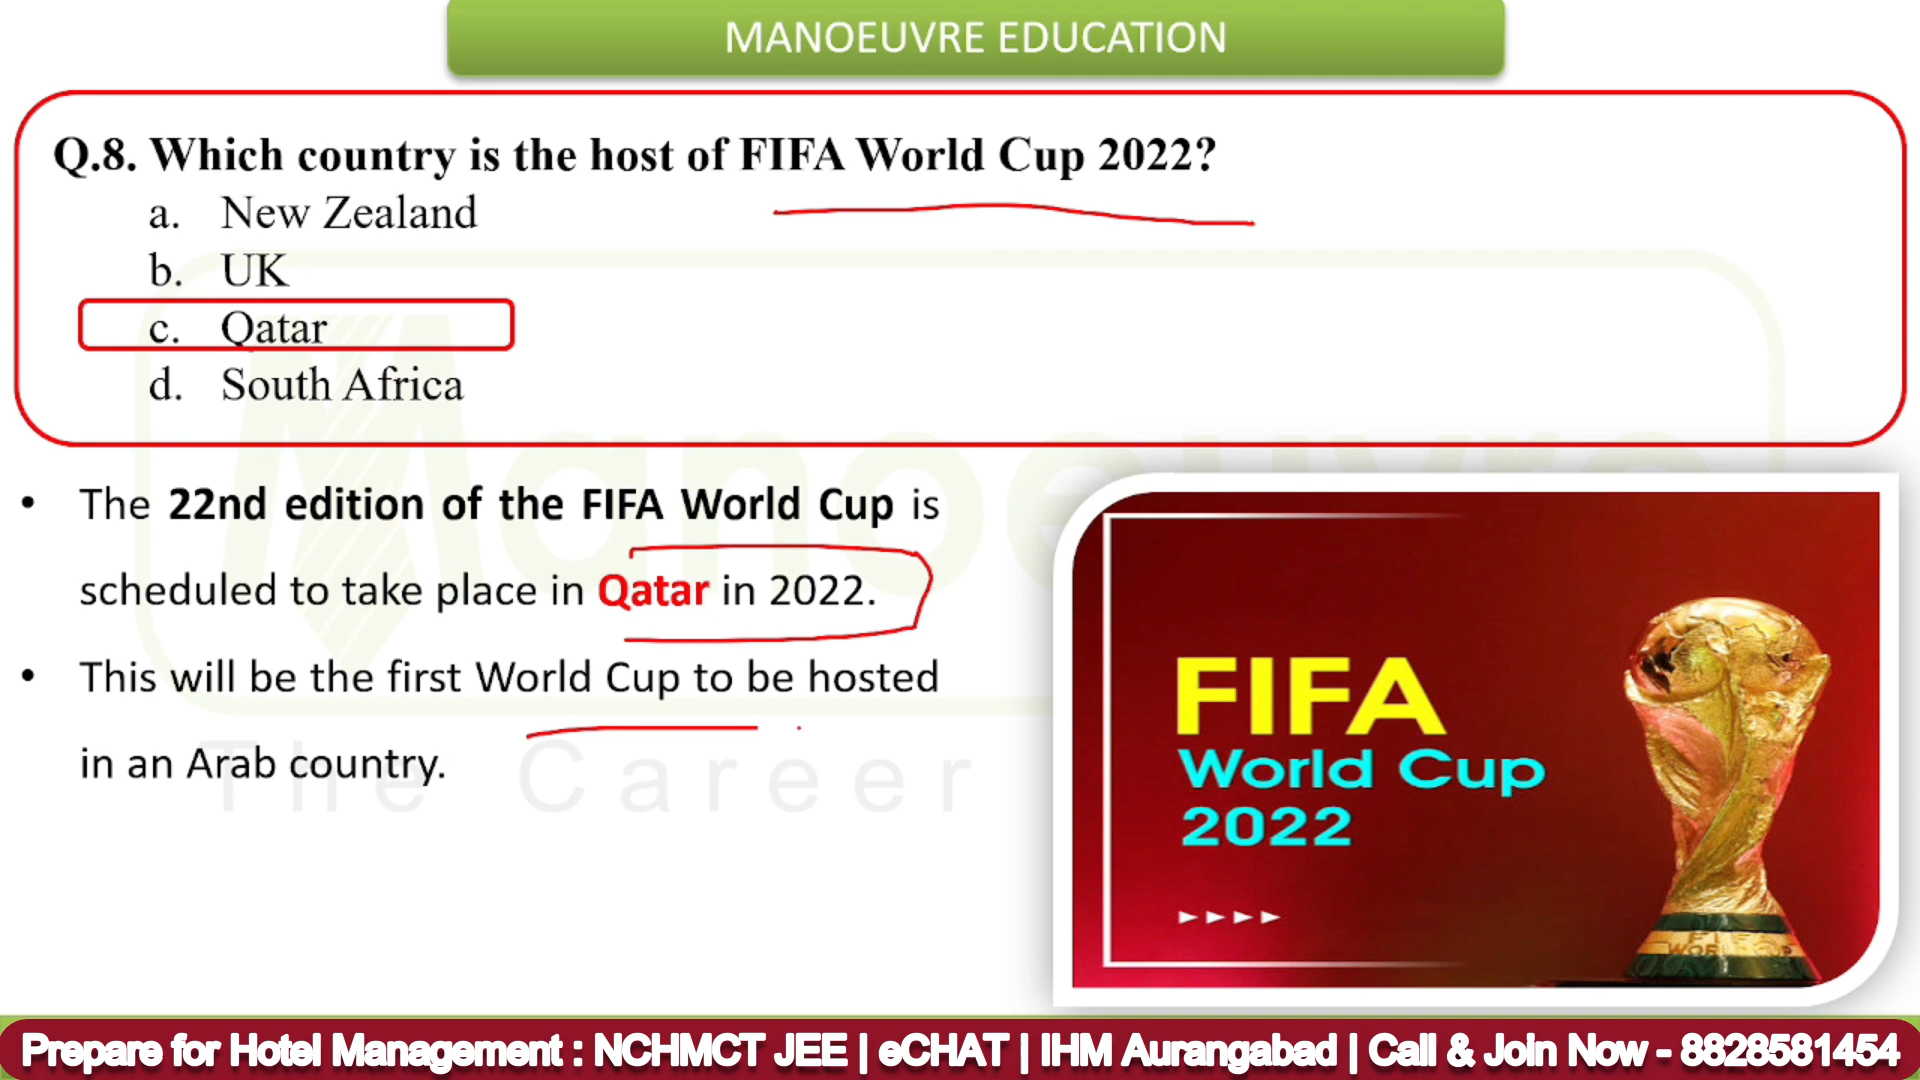 MANOEUVRE EDUCATION
Q.8. Which country is the host of FIFA World Cup 2022?
a. New Zealand
b. UK
c. Qatar
d. South Africa
• The 22nd edition of the FIFA World Cup is
scheduled to take place in Qatar in 2022.
• This will be the first World Cup to be hosted
in an Arab country.
Manoeuvre
The Career
FIFA
World Cup
2022
Prepare for Hotel Management : NCHMCT JEE | eCHAT | IHM Aurangabad | Call & Join Now - 8828581454